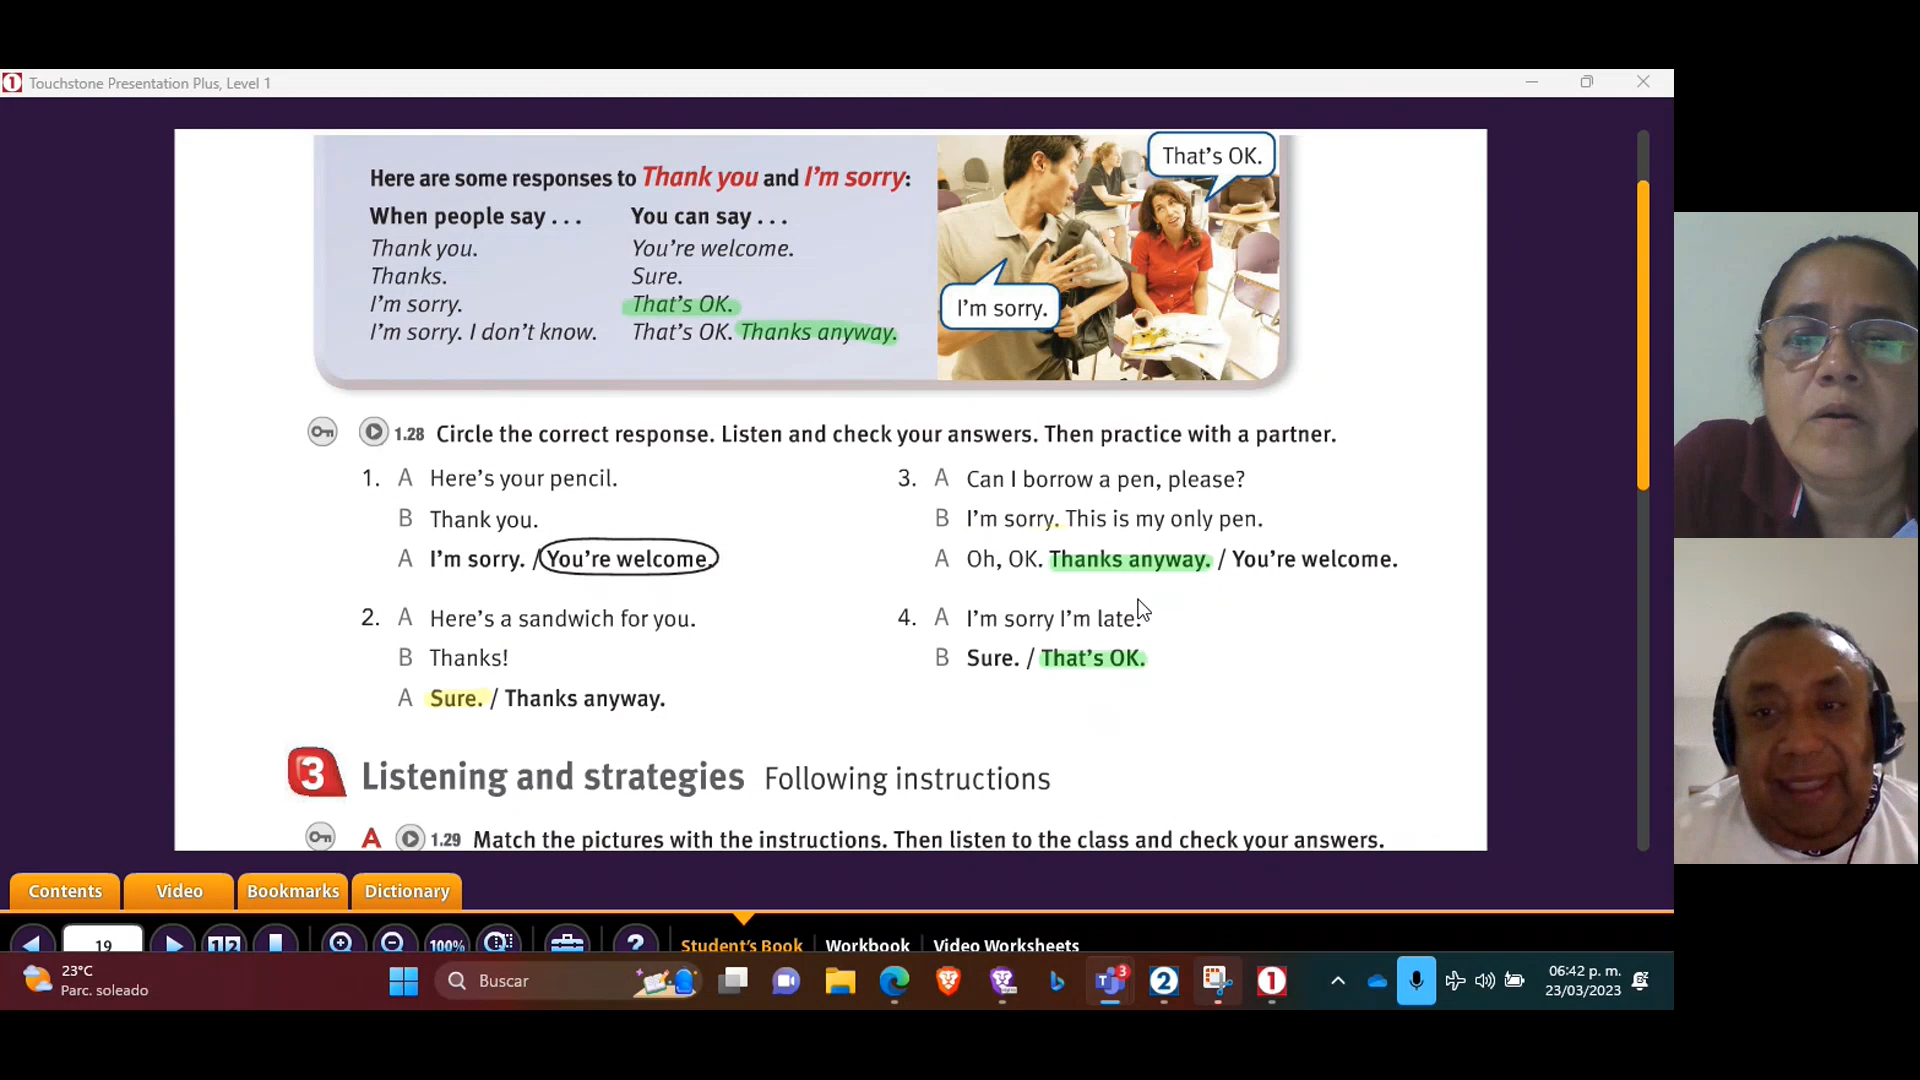 Touchstone Presentation Plus, Level 1
Here are some responses to Thank you and I'm sorry:
When people say . . . You can say . . .
Thank you. You're welcome.
Thanks. Sure.
I'm sorry. That's OK.
I'm sorry. I don't know. That's OK. Thanks anyway.
That's OK.
I'm sorry.
1.28 Circle the correct response. Listen and check your answers. Then practice with a partner.
1. A Here's your pencil.
B Thank you.
A I'm sorry. / You're welcome.
2. A Here's a sandwich for you.
B Thanks!
A Sure. / Thanks anyway.
3. A Can I borrow a pen, please?
B I'm sorry. This is my only pen.
A Oh, OK. Thanks anyway. / You're welcome.
4. A I'm sorry I'm late.
B Sure. / That's OK.
3 Listening and strategies Following instructions
A 1.29 Match the pictures with the instructions. Then listen to the class and check your answers.
Contents Video Bookmarks Dictionary
19 1 2 100% ? Student's Book Workbook Video Worksheets
23°C
Parc. soleado
Buscar
3 2 1
06:42 p. m.
23/03/2023